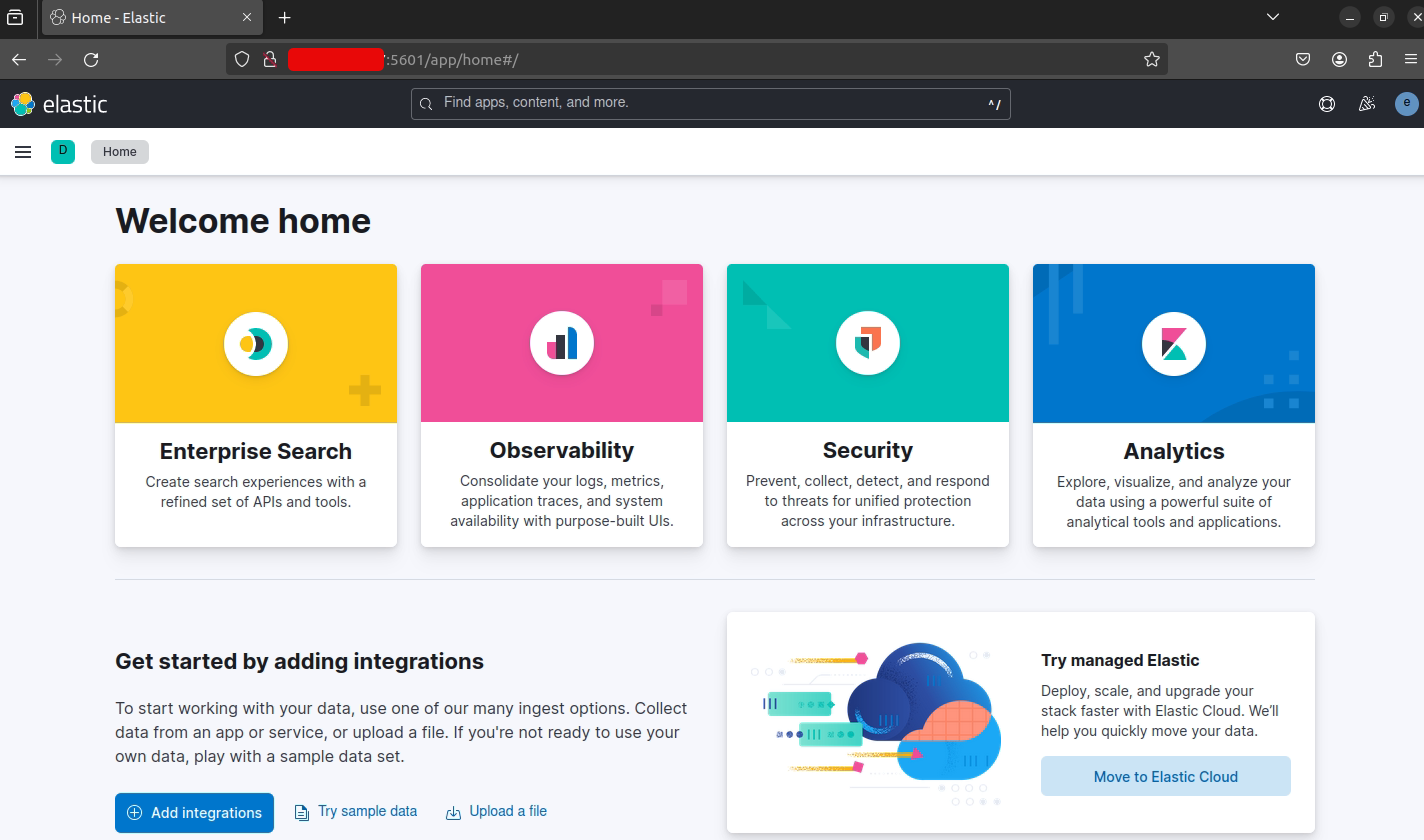 Home - Elastic
:5601/app/home#/
elastic
Find apps, content, and more.
^ /
e
D
Home
Welcome home
Enterprise Search
Create search experiences with a
refined set of APIs and tools.
Observability
Consolidate your logs, metrics,
application traces, and system
availability with purpose-built UIs.
Security
Prevent, collect, detect, and respond
to threats for unified protection
across your infrastructure.
Analytics
Explore, visualize, and analyze your
data using a powerful suite of
analytical tools and applications.
Get started by adding integrations
To start working with your data, use one of our many ingest options. Collect
data from an app or service, or upload a file. If you're not ready to use your
own data, play with a sample data set.
Add integrations
Try sample data
Upload a file
Try managed Elastic
Deploy, scale, and upgrade your
stack faster with Elastic Cloud. We’ll
help you quickly move your data.
Move to Elastic Cloud